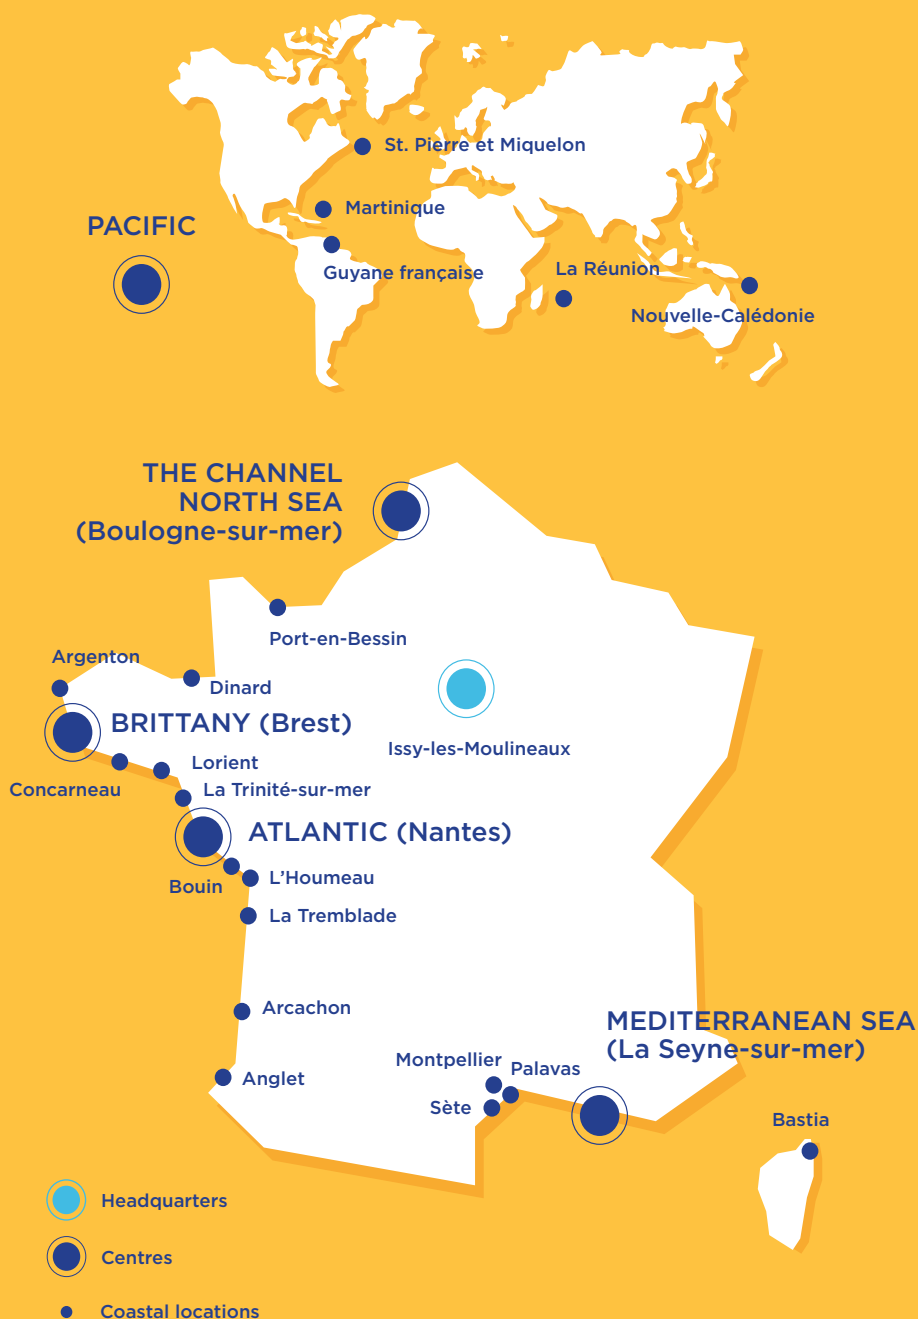 St. Pierre et Miquelon
Martinique
PACIFIC
Guyane française
La Réunion
Nouvelle-Calédonie
THE CHANNEL
NORTH SEA
(Boulogne-sur-mer)
Port-en-Bessin
Argenton
Dinard
BRITTANY (Brest)
Issy-les-Moulineaux
Lorient
Concarneau
La Trinité-sur-mer
ATLANTIC (Nantes)
Bouin
L'Houmeau
La Tremblade
Arcachon
MEDITERRANEAN SEA
(La Seyne-sur-mer)
Montpellier
Palavas
Anglet
Sète
Bastia
Headquarters
Centres
Coastal locations